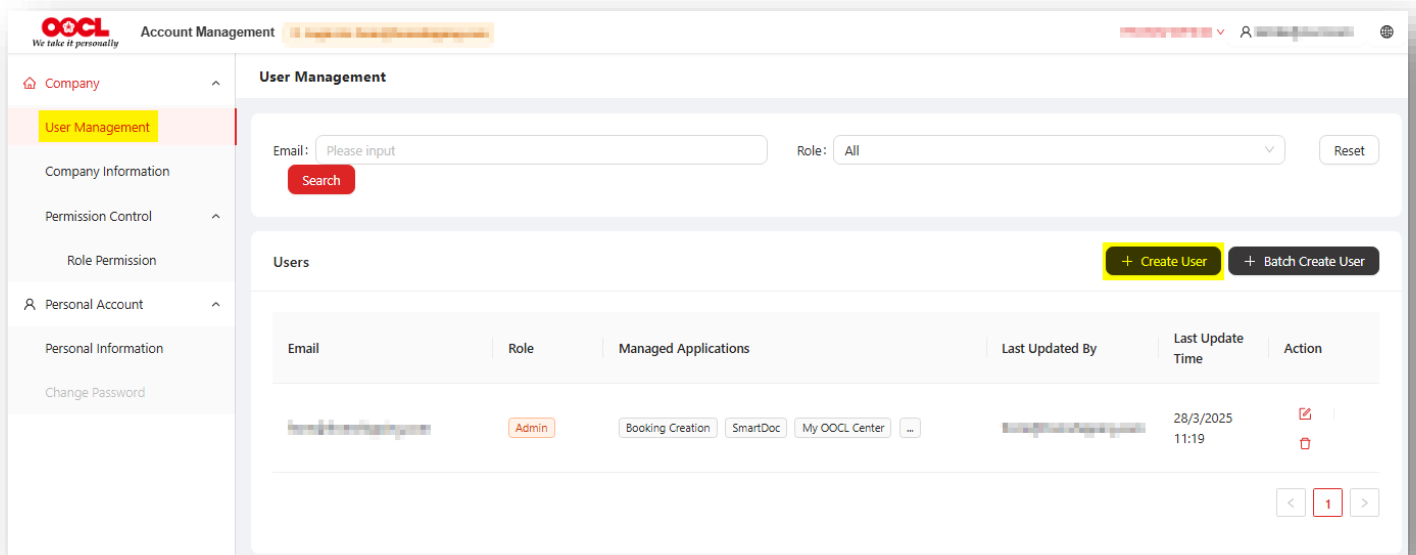 OOCL
We take it personally
Account Management
Company
User Management
Company Information
Permission Control
Role Permission
Personal Account
Personal Information
Change Password
User Management
Email: Please input Role: All Reset
Search
Users + Create User + Batch Create User
Email Role Managed Applications Last Updated By Last Update Time Action
Admin Booking Creation SmartDoc My OOCL Center ... 28/3/2025 11:19
< 1 >